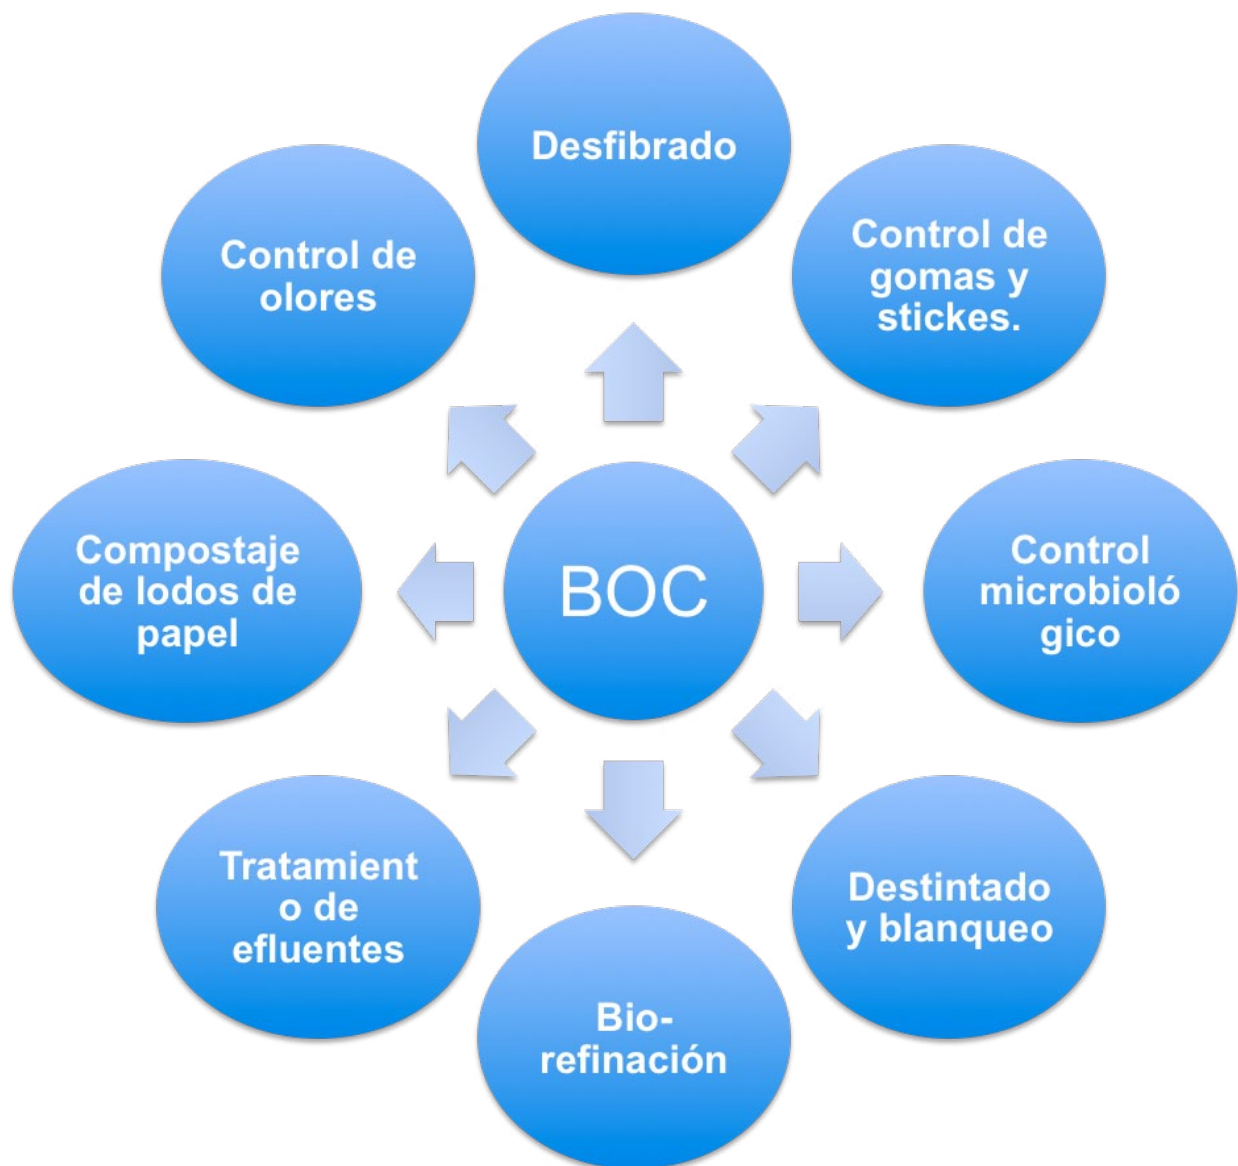 Desfibrado
Control de
gomas y
stickes.
Control
microbioló
gico
Destintado
y blanqueo
Bio-
refinación
Tratamient
o de
efluentes
Compostaje
de lodos de
papel
Control de
olores
BOC